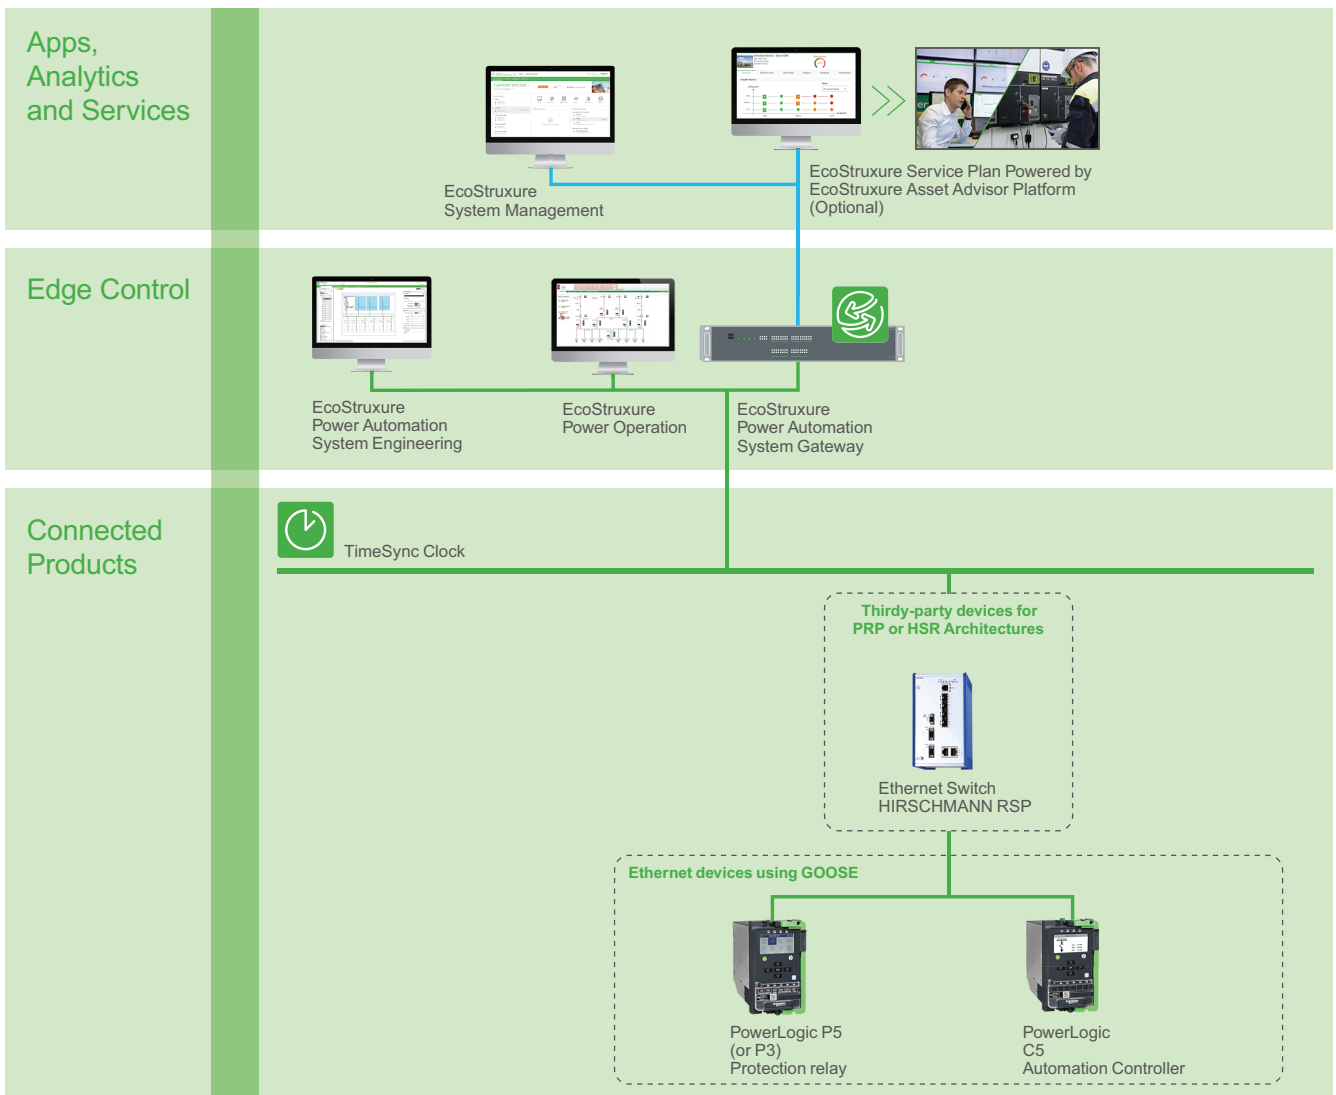 Apps,
Analytics
and Services
EcoStruxure
System Management
EcoStruxure Service Plan Powered by
EcoStruxure Asset Advisor Platform
(Optional)
Edge Control
EcoStruxure
Power Automation
System Engineering
EcoStruxure
Power Operation
EcoStruxure
Power Automation
System Gateway
Connected
Products
TimeSync Clock
Thirdy-party devices for
PRP or HSR Architectures
Ethernet Switch
HIRSCHMANN RSP
Ethernet devices using GOOSE
PowerLogic P5
(or P3)
Protection relay
PowerLogic
C5
Automation Controller